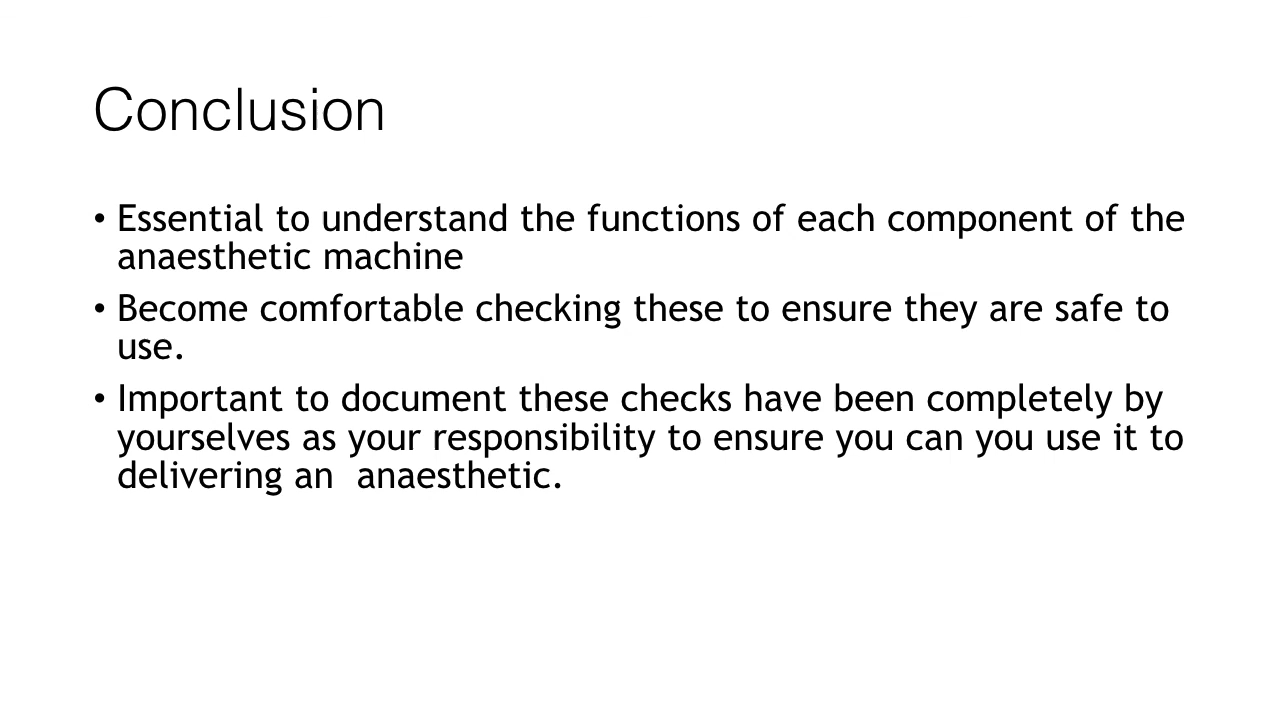 Conclusion
• Essential to understand the functions of each component of the
anaesthetic machine
• Become comfortable checking these to ensure they are safe to
use.
• Important to document these checks have been completely by
yourselves as your responsibility to ensure you can you use it to
delivering an  anaesthetic.